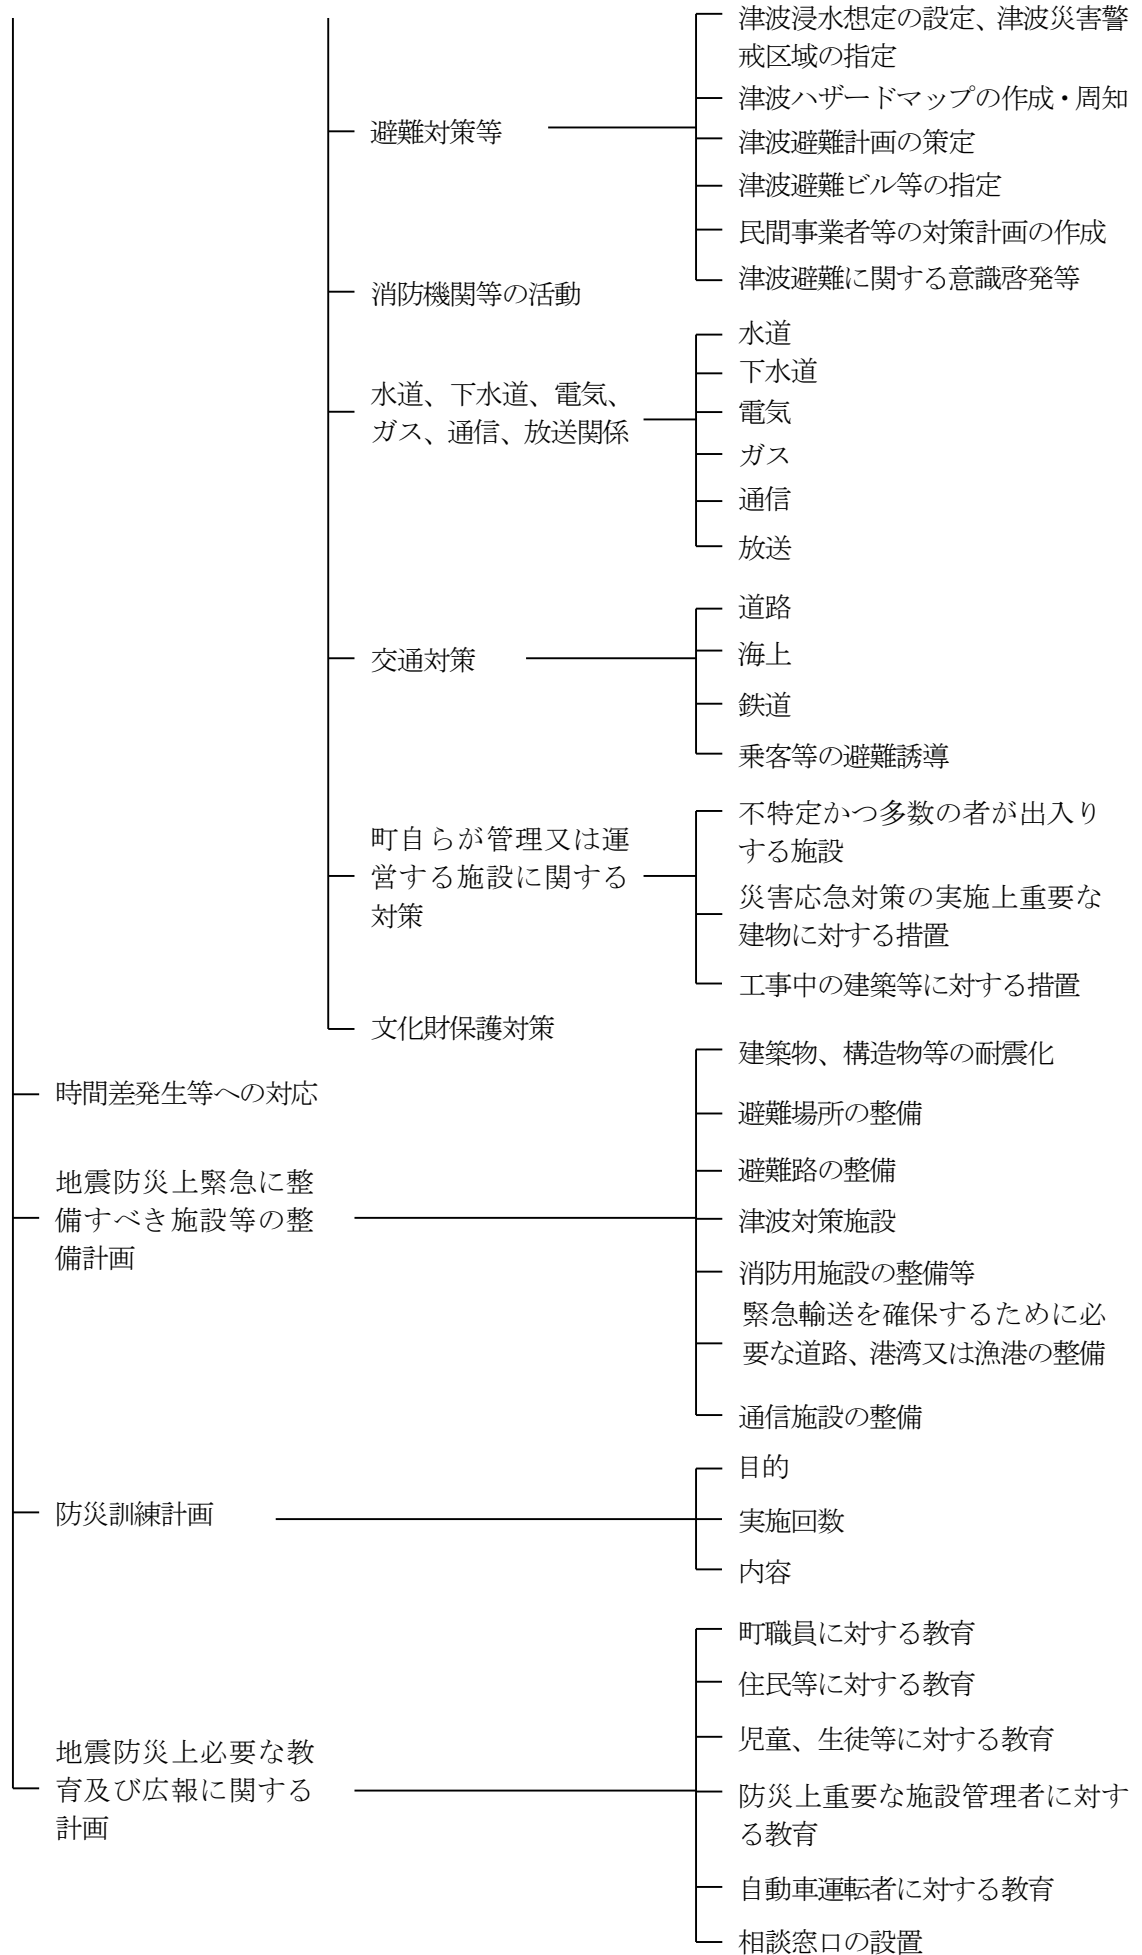 津波浸水想定の設定、津波災害警
戒区域の指定
津波ハザードマップの作成・周知
避難対策等
津波避難計画の策定
津波避難ビル等の指定
民間事業者等の対策計画の作成
津波避難に関する意識啓発等
消防機関等の活動
水道、下水道、電気、
ガス、通信、放送関係
水道
下水道
電気
ガス
通信
放送
交通対策
道路
海上
鉄道
乗客等の避難誘導
町自らが管理又は運
営する施設に関する
対策
不特定かつ多数の者が出入り
する施設
災害応急対策の実施上重要な
建物に対する措置
工事中の建築等に対する措置
文化財保護対策
時間差発生等への対応
地震防災上緊急に整
備すべき施設等の整
備計画
建築物、構造物等の耐震化
避難場所の整備
避難路の整備
津波対策施設
消防用施設の整備等
緊急輸送を確保するために必
要な道路、港湾又は漁港の整備
通信施設の整備
防災訓練計画
目的
実施回数
内容
地震防災上必要な教
育及び広報に関する
計画
町職員に対する教育
住民等に対する教育
児童、生徒等に対する教育
防災上重要な施設管理者に対す
る教育
自動車運転者に対する教育
相談窓口の設置